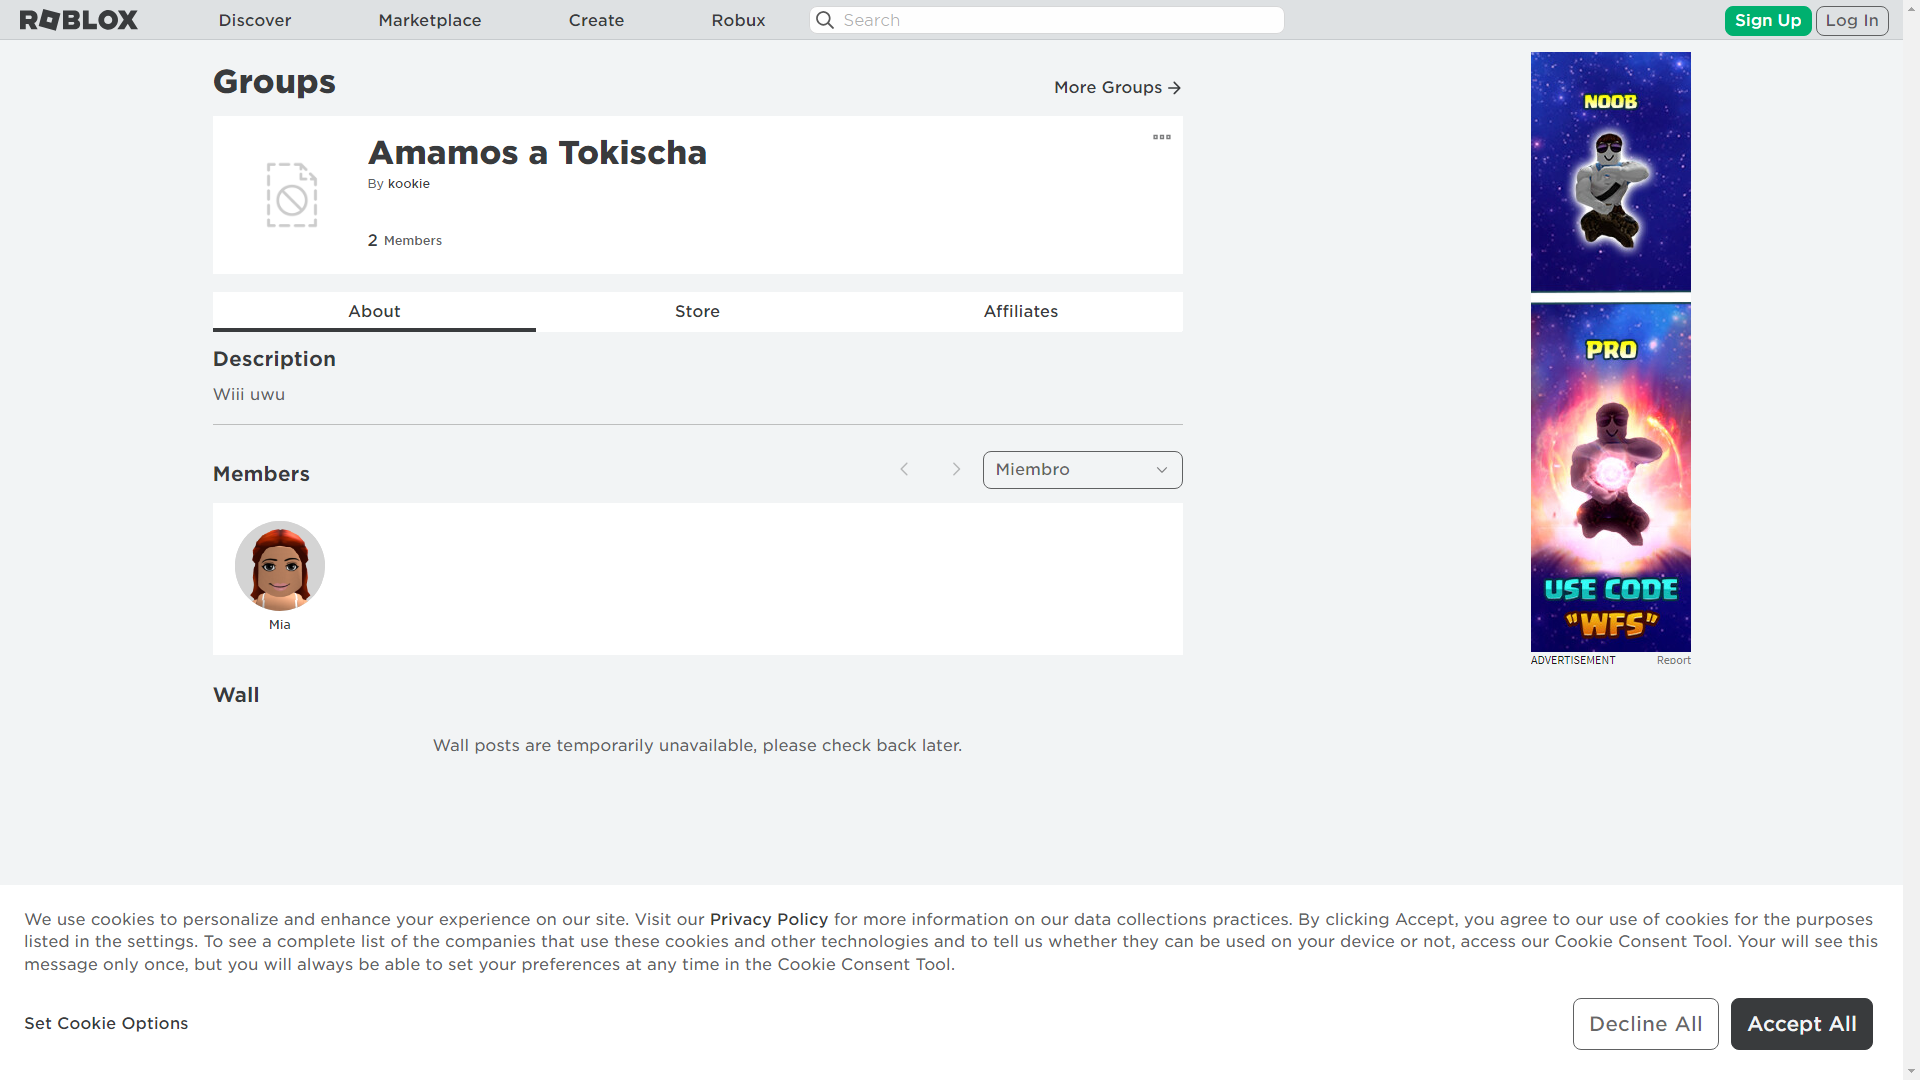 ROBLOX
Discover
Marketplace
Create
Robux
Search
Sign Up
Log In
Groups
More Groups
Amamos a Tokischa
By kookie
2 Members
About
Store
Affiliates
Description
Wiii uwu
Members
Miembro
Mia
Wall
Wall posts are temporarily unavailable, please check back later.
NOOB
PRO
USE CODE
"WFS"
ADVERTISEMENT
Report
We use cookies to personalize and enhance your experience on our site. Visit our Privacy Policy for more information on our data collections practices. By clicking Accept, you agree to our use of cookies for the purposes
listed in the settings. To see a complete list of the companies that use these cookies and other technologies and to tell us whether they can be used on your device or not, access our Cookie Consent Tool. Your will see this
message only once, but you will always be able to set your preferences at any time in the Cookie Consent Tool.
Set Cookie Options
Decline All
Accept All